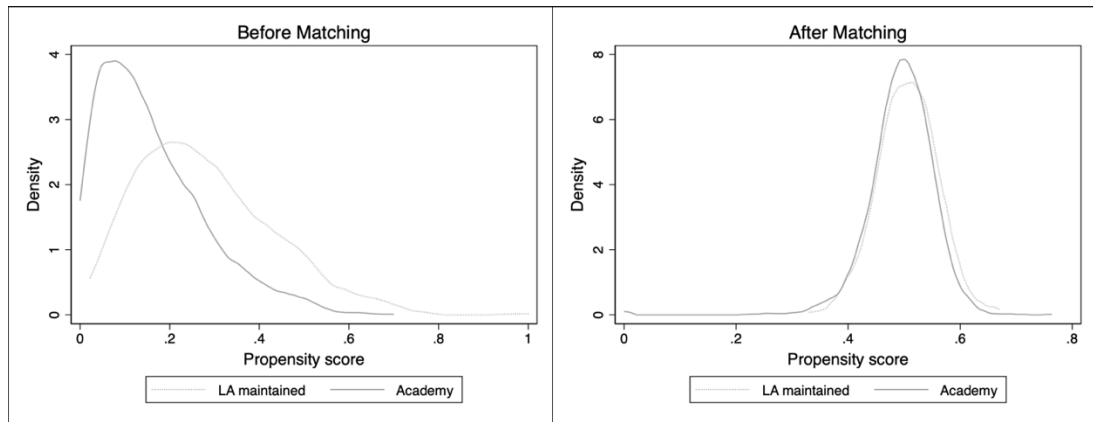 Before Matching
4
3
2
1
0
Density
0 .2 .4 .6 .8 1
Propensity score
LA maintained Academy
After Matching
8
6
4
2
0
Density
0 .2 .4 .6 .8
Propensity score
LA maintained Academy